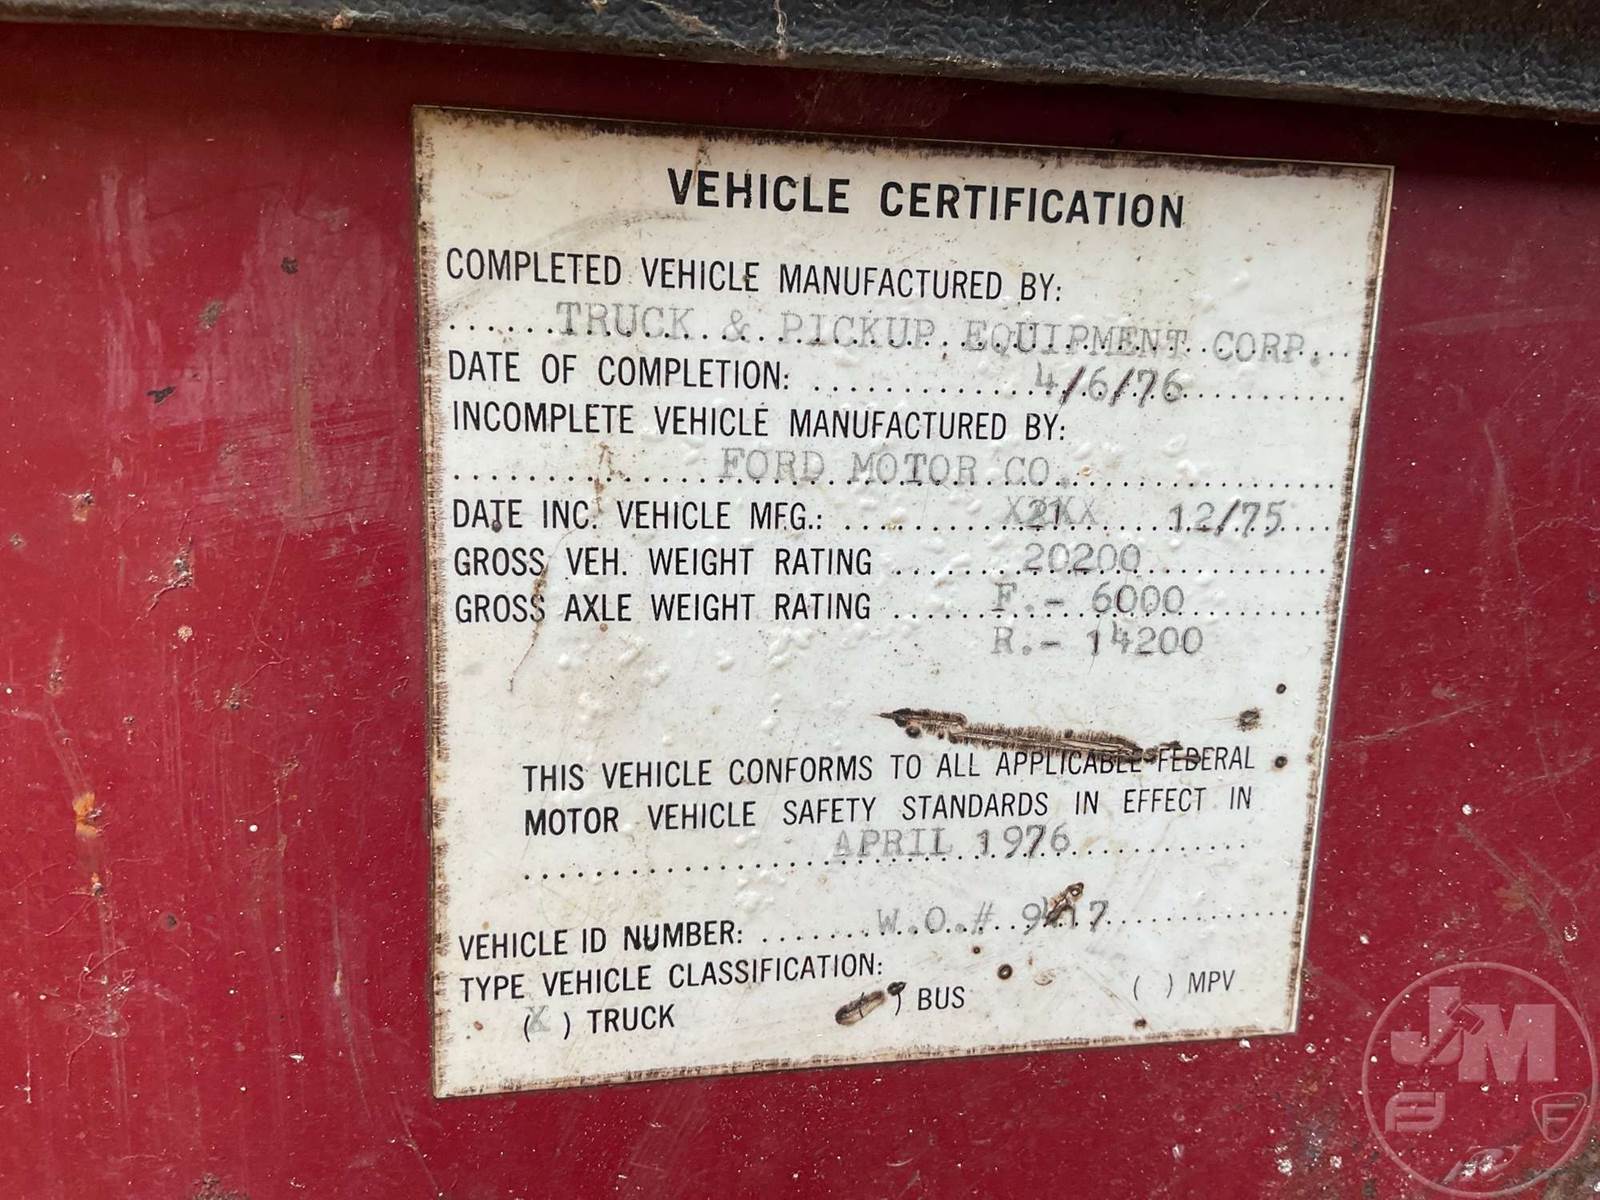 VEHICLE CERTIFICATION
COMPLETED VEHICLE MANUFACTURED BY:
TRUCK & PICKUP EQUIPMENT CORP.
DATE OF COMPLETION: 4/6/76
INCOMPLETE VEHICLE MANUFACTURED BY:
FORD MOTOR CO.
DATE INC. VEHICLE MFG.: 12/75
GROSS VEH. WEIGHT RATING 20200
GROSS AXLE WEIGHT RATING F.- 6000
R.- 14200
THIS VEHICLE CONFORMS TO ALL APPLICABLE FEDERAL
MOTOR VEHICLE SAFETY STANDARDS IN EFFECT IN
APRIL 1976
VEHICLE ID NUMBER: W.O.#
TYPE VEHICLE CLASSIFICATION:
(X) TRUCK ( ) BUS ( ) MPV
JM